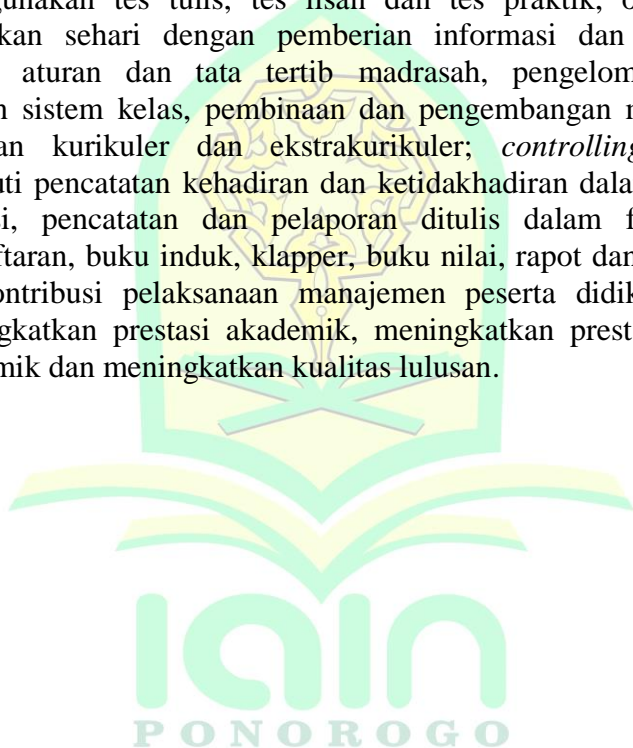 gunakan tes tulis, tes lisan dan tes praktik,
kan sehari dengan pemberian informasi dan
aturan dan tata tertib madrasah, pengelom
n sistem kelas, pembinaan dan pengembangan
an kurikuler dan ekstrakurikuler; controlling
uti pencatatan kehadiran dan ketidakhadiran dala
si, pencatatan dan pelaporan ditulis dalam f
ftaran, buku induk, klapper, buku nilai, rapot dan
ontribusi pelaksanaan manajemen peserta didik
gkatkan prestasi akademik, meningkatkan prest
mik dan meningkatkan kualitas lulusan.
IAIN
PONOROGO